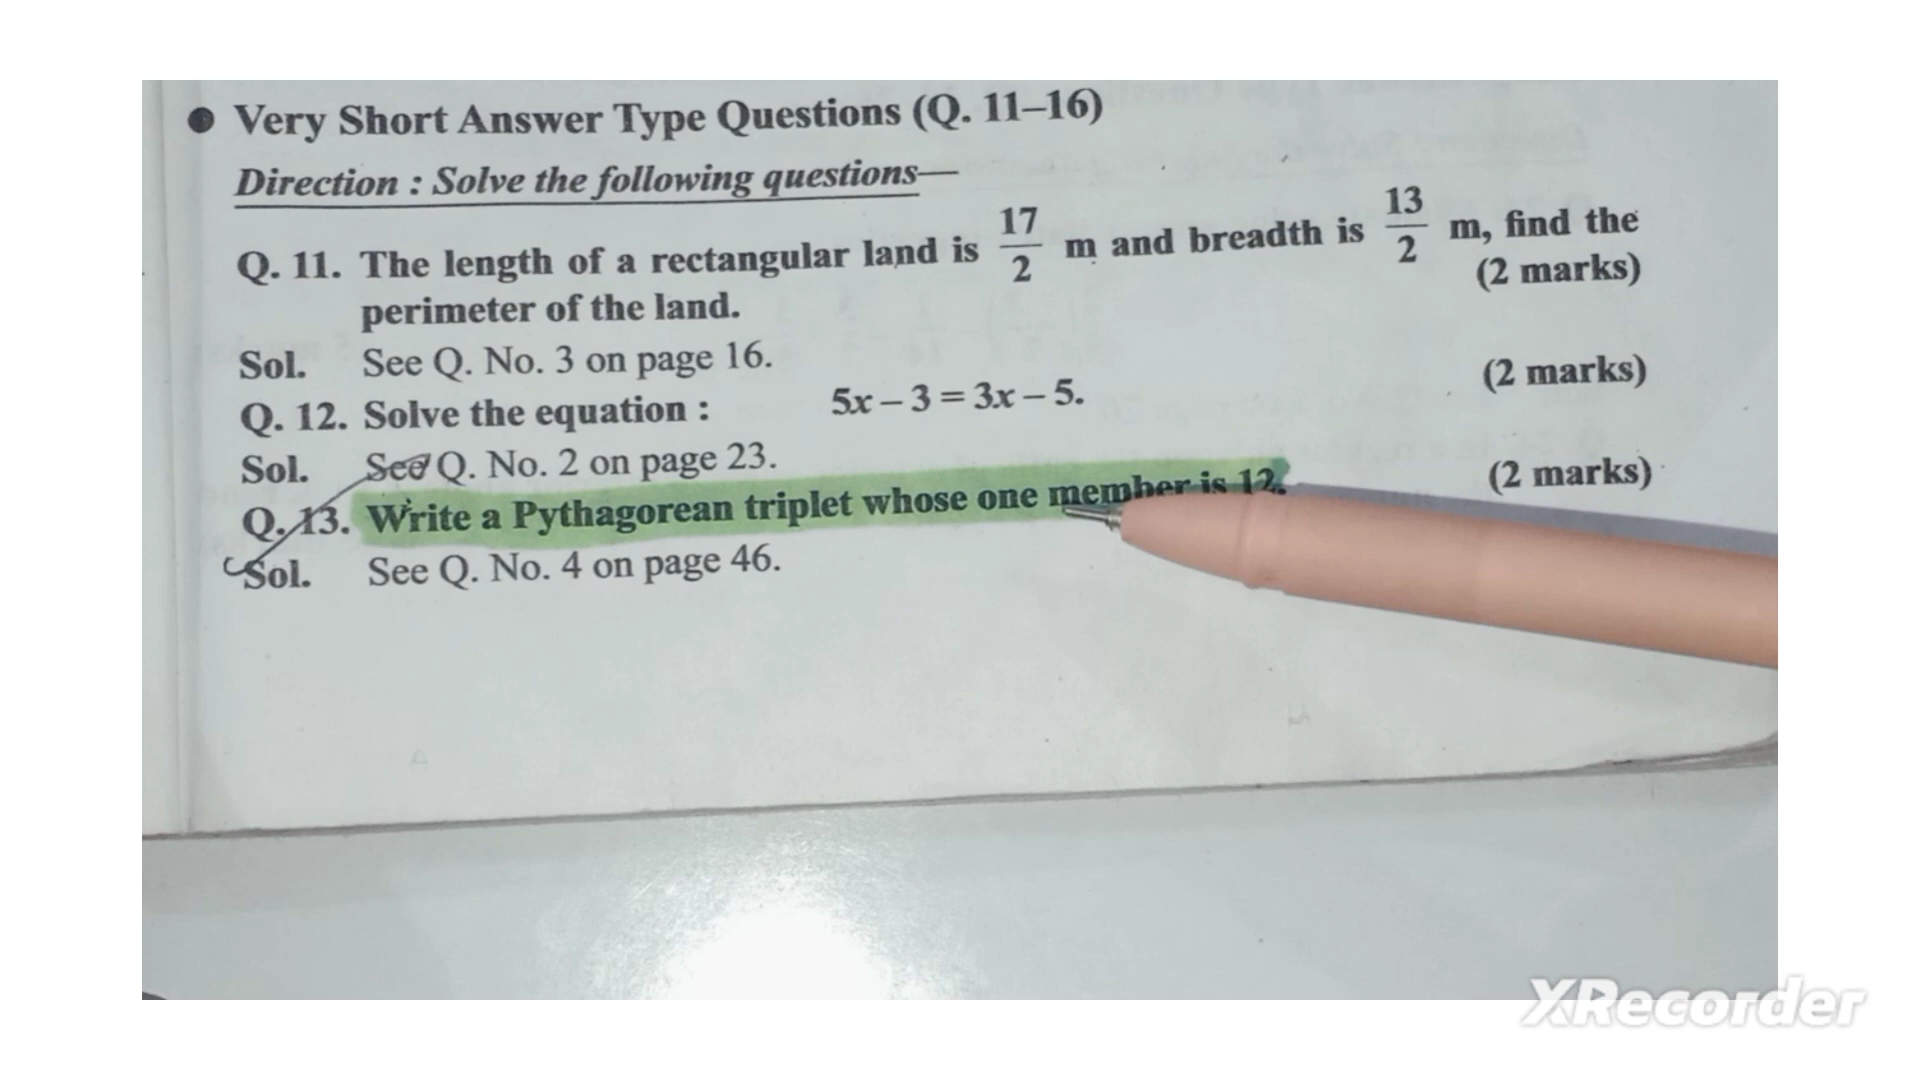 ● Very Short Answer Type Questions (Q. 11–16)
Direction : Solve the following questions—
Q. 11. The length of a rectangular land is 17/2 m and breadth is 13/2 m, find the
perimeter of the land. (2 marks)
Sol. See Q. No. 3 on page 16.
Q. 12. Solve the equation : 5x – 3 = 3x – 5. (2 marks)
Sol. See Q. No. 2 on page 23.
Q. 13. Write a Pythagorean triplet whose one member is 12. (2 marks)
Sol. See Q. No. 4 on page 46.
XRecorder